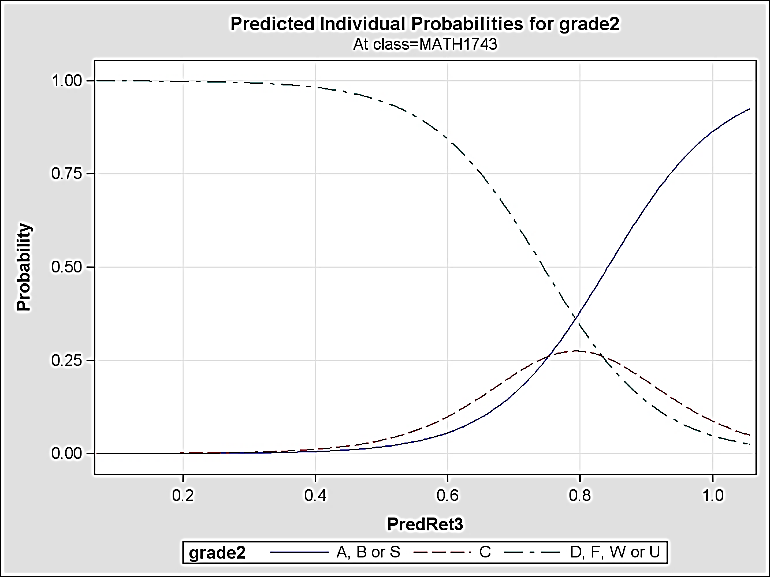 Predicted Individual Probabilities for grade2
At class=MATH1743
1.00
0.75
0.50
0.25
0.00
Probability
0.2 0.4 0.6 0.8 1.0
PredRet3
grade2 A, B or S C D, F, W or U